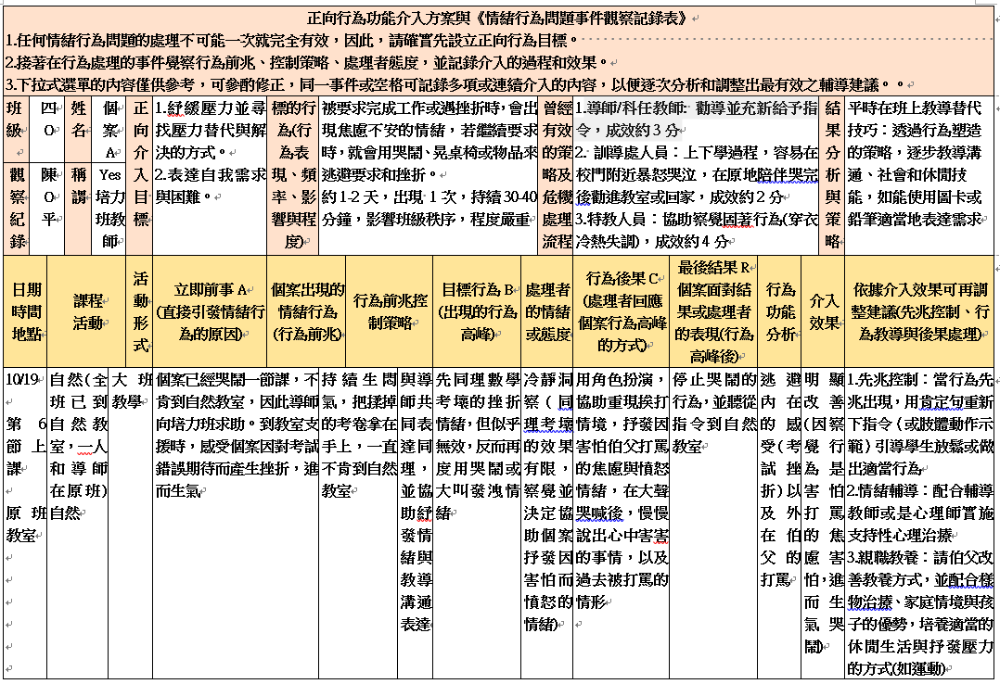 正向行為功能介入方案與《情緒行為問題事件觀察記錄表》
1.任何情緒行為問題的處理不可能一次就完全有效，因此，請確實先設立正向行為目標。
2.接著在行為處理的事件覺察行為前兆、控制策略、處理者態度，並記錄介入的過程和效果。
3.下拉式選單的內容僅供參考，可參酌修正，同一事件或空格可記錄多項或連續介入的內容，以便逐次分析和調整出最有效之輔導建議。。
班
級
四
○
姓
名
個
案
A
觀
察
紀
錄
陳
○
平
稱
謂
Yes
培力
班教
師
正
向
介
入
目
標
1.紓緩壓力並尋
找壓力替代與解
決的方式。
2.表達自我需求
與困難。
標的行
為(行
為表
現、頻
率、影
響與程
度)
被要求完成工作或遇挫折時，會出
現焦慮不安的情緒，若繼續要求
時，就會用哭鬧、晃桌椅或物品來
逃避要求和挫折。
約1-2 天，出現 1 次，持續 30-40
分鐘，影響班級秩序，程度嚴重
曾經
有效
的策
略及
危機
處理
流程
1.導師/科任教師: 勸導並充新給予指
令，成效約 3 分
2. 訓導處人員：上下學過程，容易在
校門附近暴怒哭泣，在原地陪伴哭完
後勸進教室或回家，成效約 2 分
3.特教人員：協助察覺固著行為(穿衣
冷熱失調)，成效約 4 分
結
果
分
析
與
策
略
平時在班上教導替代
技巧：透過行為塑造
的策略，逐步教導溝
通、社會和休閒技
能，如能使用圖卡或
鉛筆適當地表達需求
日期
時間
地點
課程
活動
活
動
形
式
立即前事 A
(直接引發情緒行
為的原因)
個案出現的
情緒行為
(行為前兆)
行為前兆控
制策略
目標行為 B
(出現的行為
高峰)
處理者
的情緒
或態度
行為後果 C
(處理者回應
個案行為高峰
的方式)
最後結果 R
個案面對結
果或處理者
的表現(行為
高峰後)
行為
功能
分析
介入
效果
依據介入效果可再調
整建議(先兆控制、行
為教導與後果處理)
10/19
第 6
節上
課
原班
教室
自然(全
班已到
自然教
室，一人
和導師
在原班)
自然
大班
教學
個案已經哭鬧一節課，不
肯到自然教室，因此導師
向培力班求助。到教室支
援時，感受個案因對考試
錯誤期待而產生挫折，進
而生氣
持續生悶
氣，把揉掉
的考卷拿在
手上，一直
不肯到自然
教室
與導
師共
同表
達同
理，
並協
助紓
發情
緒與
教導
溝通
表達
先同理數學
考壞的挫折
情緒，但似乎
無效，反而再
度用哭鬧或
大叫發洩情
緒
冷靜洞
察（同
理考壞
的效果
有限，
察覺並
決定協
助個案
抒發因
害怕而
憤怒的
情緒)
用角色扮演，
協助重現挨打
情境，抒發因
害怕伯父打罵
的焦慮與憤怒
情緒，在大聲
哭喊後，慢慢
說出心中害害
的事情，以及
過去被打罵的
情形
停止哭鬧的
行為，並聽從
指令到自然
教室
逃避
內在
的感
受(考
試挫
折)以
及外
在伯
父的
打罵
明顯
改善
(因察
覺行
為是
害怕
打罵
的焦
慮害
怕，進
而生
氣哭
鬧)
1.先兆控制：當行為先
兆出現，用肯定句重新
下指令（或肢體動作示
範）引導學生放鬆或做
出適當行為
2.情緒輔導：配合輔導
教師或是心理師實施
支持性心理治療
3.親職教養：請伯父改
善教養方式，並配合樣
物治療、家庭情境與孩
子的優勢，培養適當的
休閒生活與抒發壓力
的方式(如運動)